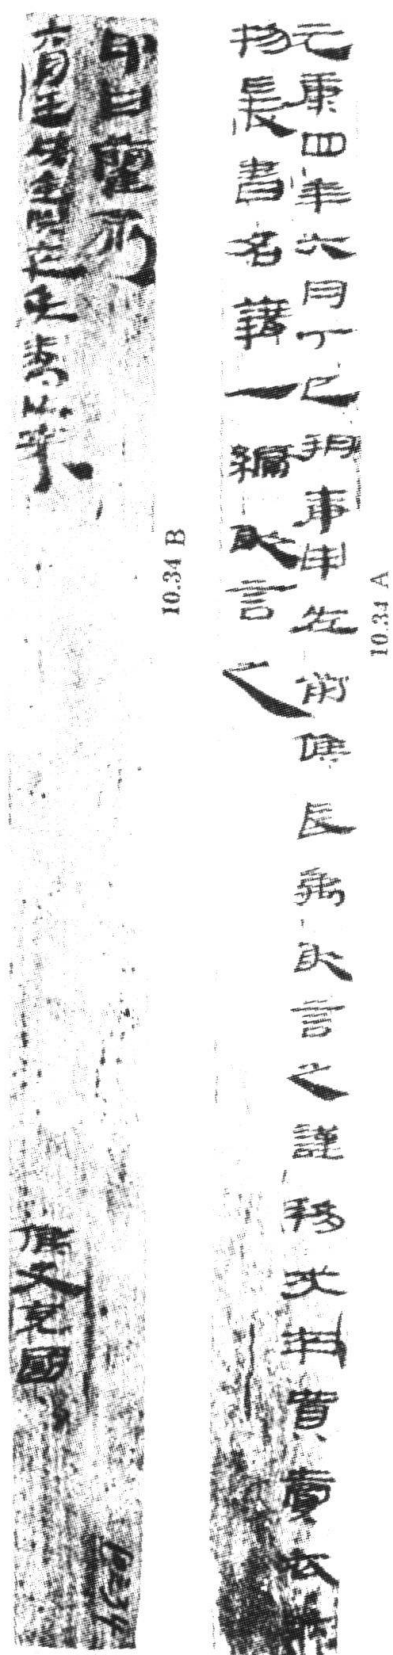 元康四年六月丁巳朔庚申左前候長禹敢言之謹移戍卒貰賣衣財
物爰書名籍一編敢言之
10.34 A
印曰蘭禹
六月壬戌金關卒延壽以來　候史充國
10.34 B
10.34